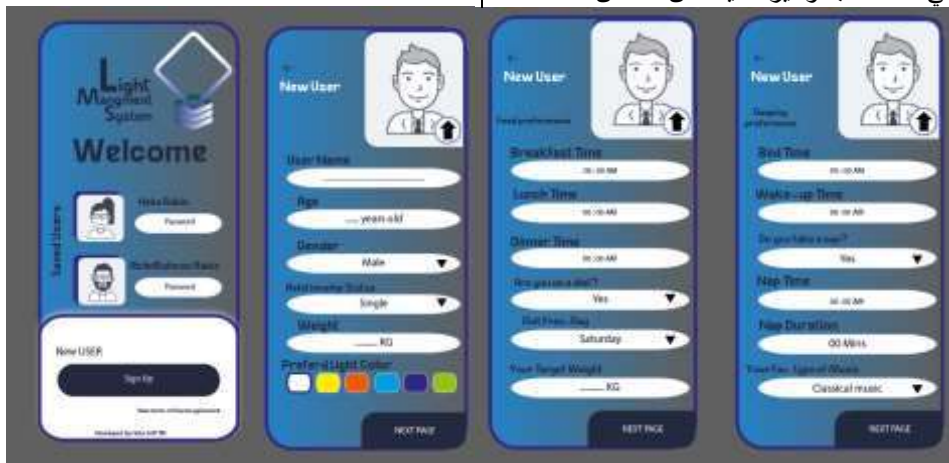 Light
Managment
System
Welcome
Saved Users
Password
Password
New USER
Sign Up
New User
User Name
Age
___ years old
Gender
Male
Relationship Status
Single
Weight
____ KG
Preferd Light Color
NEXT PAGE
New User
Food preferences
Breakfast Time
00 : 00 AM
Lunch Time
00 : 00 AM
Dinner Time
00 : 00 AM
Are you on a diet?
Yes
Diet Free-Day
Saturday
Your Target Weight
____ KG
NEXT PAGE
New User
Sleeping
preferences
Bed Time
00 : 00 AM
Wake-up Time
00 : 00 AM
Do you take a nap?
Yes
Nap Time
00 : 00 AM
Nap Duration
00 Mins
Your Fav. Type of Music
Classical music
NEXT PAGE